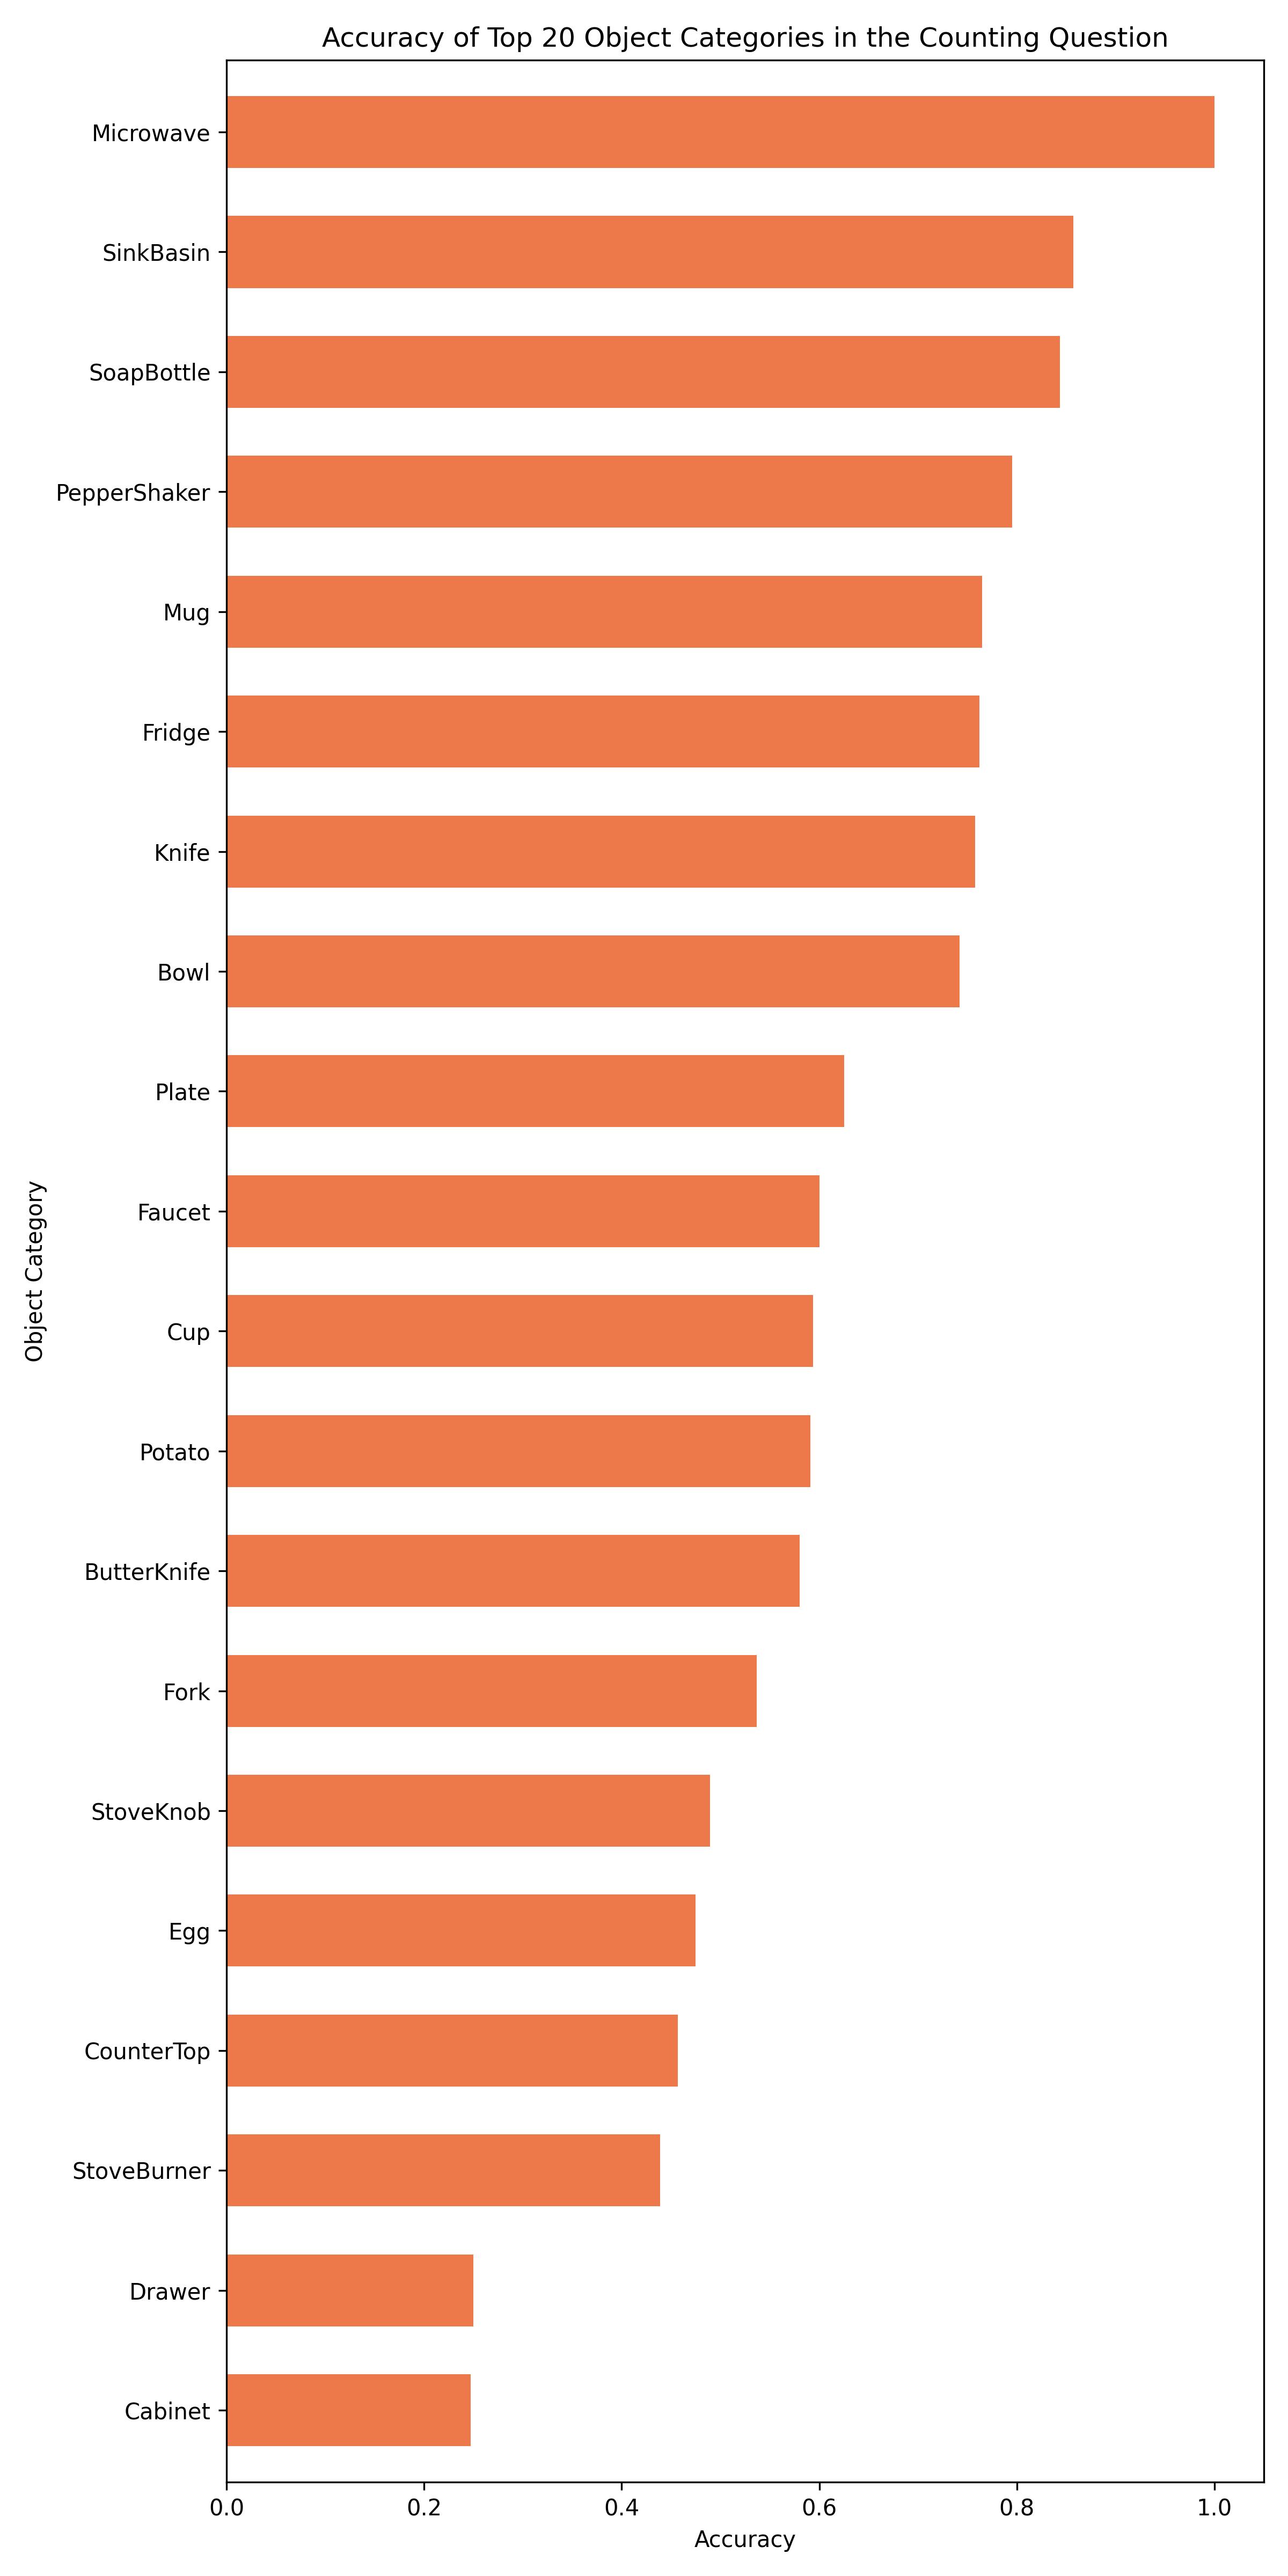 Accuracy of Top 20 Object Categories in the Counting Question
Microwave
SinkBasin
SoapBottle
PepperShaker
Mug
Fridge
Knife
Bowl
Plate
Faucet
Cup
Potato
ButterKnife
Fork
StoveKnob
Egg
CounterTop
StoveBurner
Drawer
Cabinet
Object Category
0.0 0.2 0.4 0.6 0.8 1.0
Accuracy